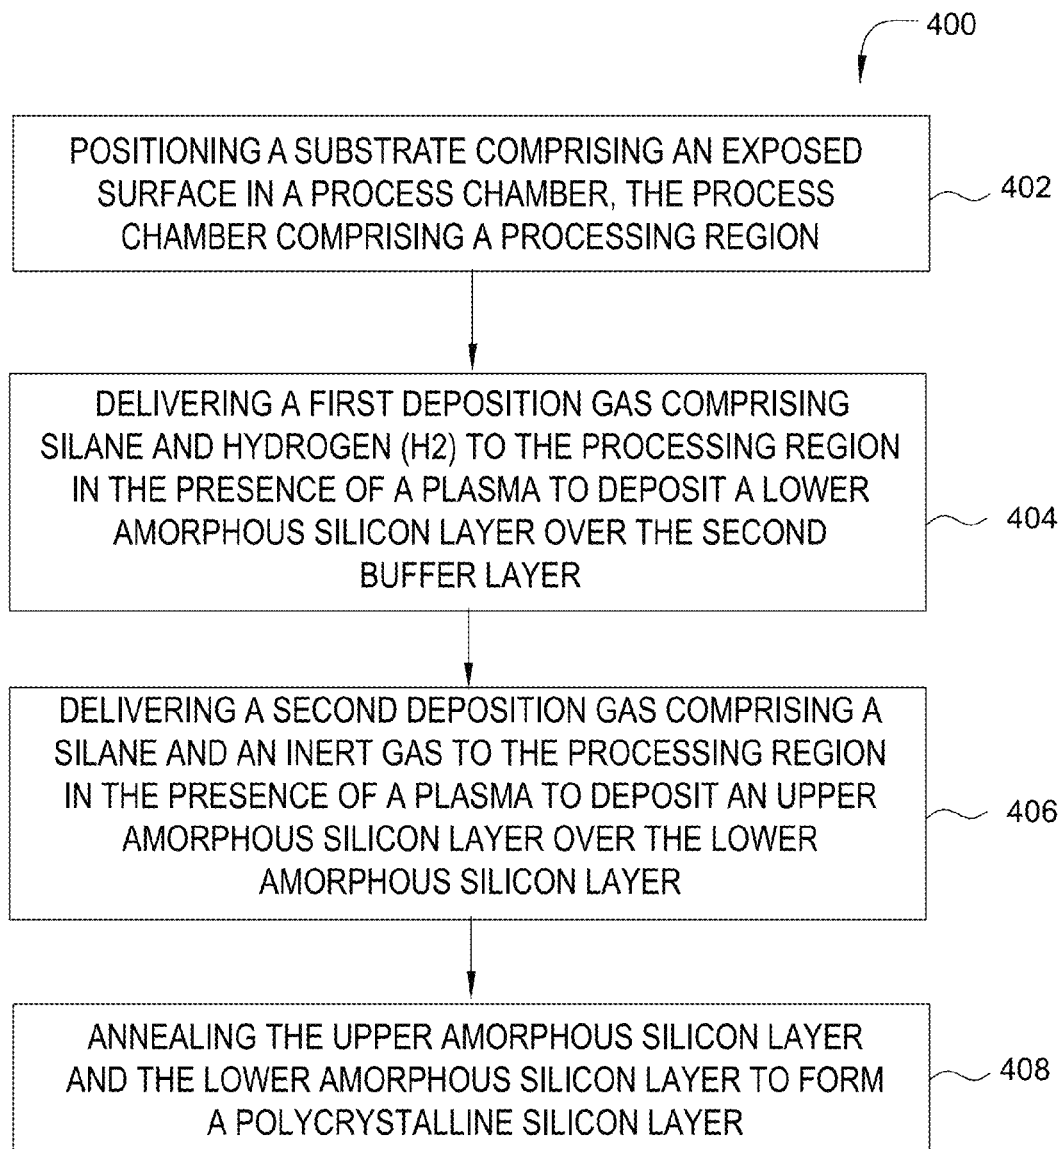 400
POSITIONING A SUBSTRATE COMPRISING AN EXPOSED
SURFACE IN A PROCESS CHAMBER, THE PROCESS
CHAMBER COMPRISING A PROCESSING REGION
402
DELIVERING A FIRST DEPOSITION GAS COMPRISING
SILANE AND HYDROGEN (H2) TO THE PROCESSING REGION
IN THE PRESENCE OF A PLASMA TO DEPOSIT A LOWER
AMORPHOUS SILICON LAYER OVER THE SECOND
BUFFER LAYER
404
DELIVERING A SECOND DEPOSITION GAS COMPRISING A
SILANE AND AN INERT GAS TO THE PROCESSING REGION
IN THE PRESENCE OF A PLASMA TO DEPOSIT AN UPPER
AMORPHOUS SILICON LAYER OVER THE LOWER
AMORPHOUS SILICON LAYER
406
ANNEALING THE UPPER AMORPHOUS SILICON LAYER
AND THE LOWER AMORPHOUS SILICON LAYER TO FORM
A POLYCRYSTALLINE SILICON LAYER
408